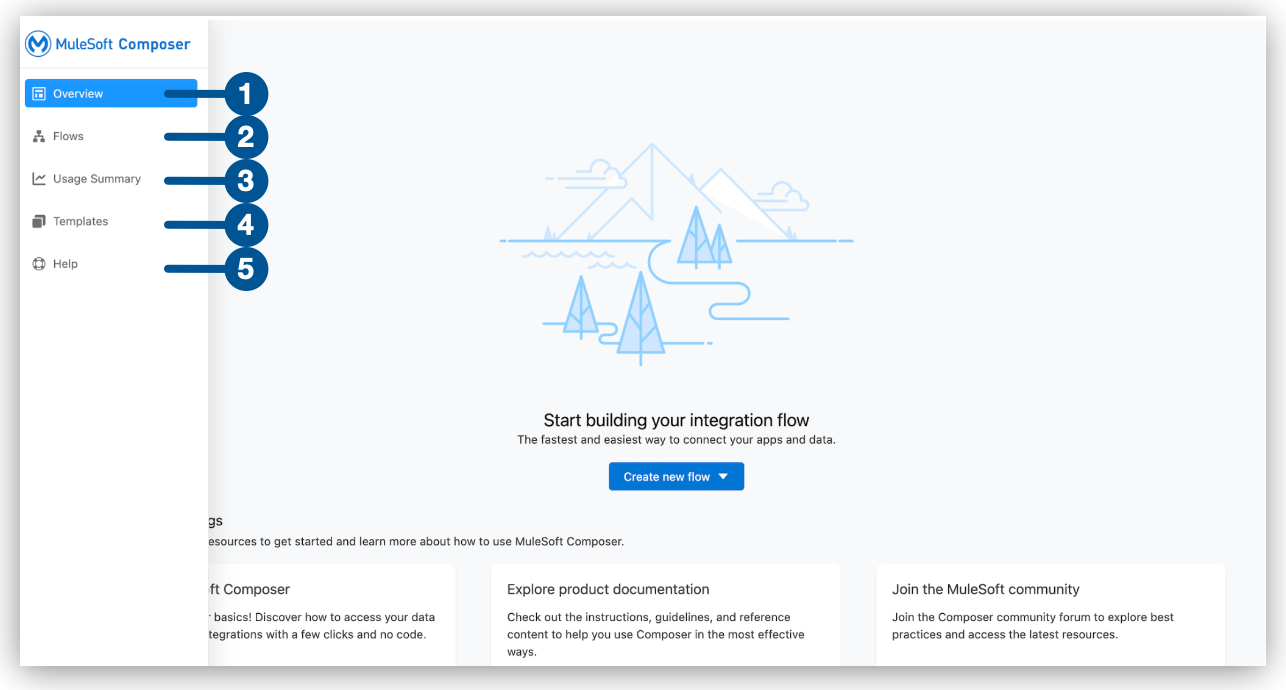 MuleSoft Composer
Overview
1
Flows
2
Usage Summary
3
Templates
4
Help
5
Start building your integration flow
The fastest and easiest way to connect your apps and data.
Create new flow
gs
esources to get started and learn more about how to use MuleSoft Composer.
ft Composer
basics! Discover how to access your data
tegrations with a few clicks and no code.
Explore product documentation
Check out the instructions, guidelines, and reference
content to help you use Composer in the most effective
ways.
Join the MuleSoft community
Join the Composer community forum to explore best
practices and access the latest resources.